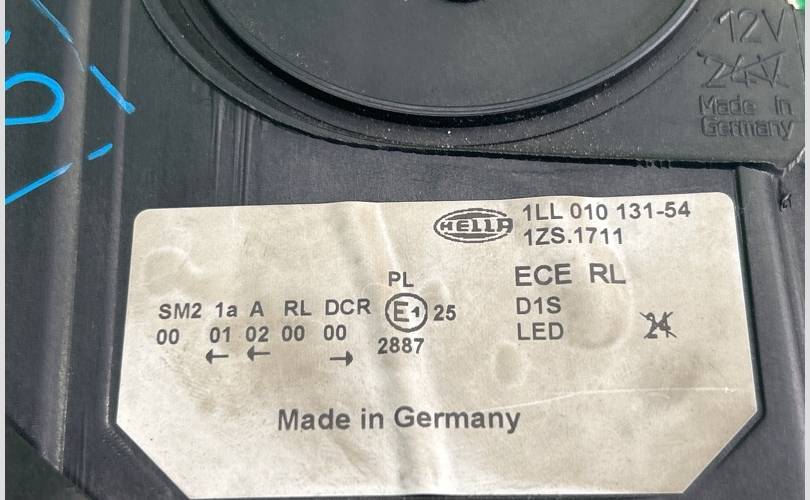 12V
24V
Made in
Germany
HELLA 1LL 010 131-54
1ZS.1711
PL
ECE RL
SM2 1a A RL DCR E1 25 D1S
00 01 02 00 00 2887 LED 24
← ← →
Made in Germany